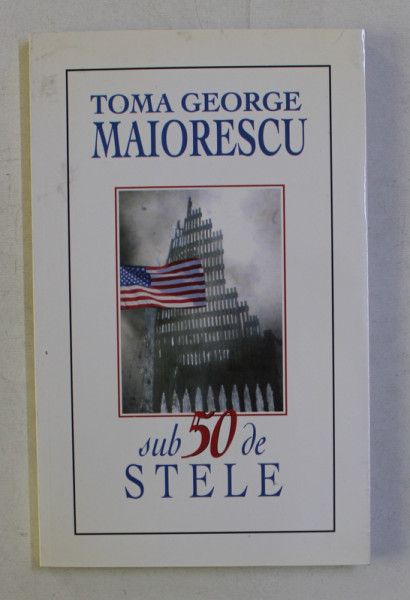 TOMA GEORGE
MAIORESCU
sub 50 de
STELE